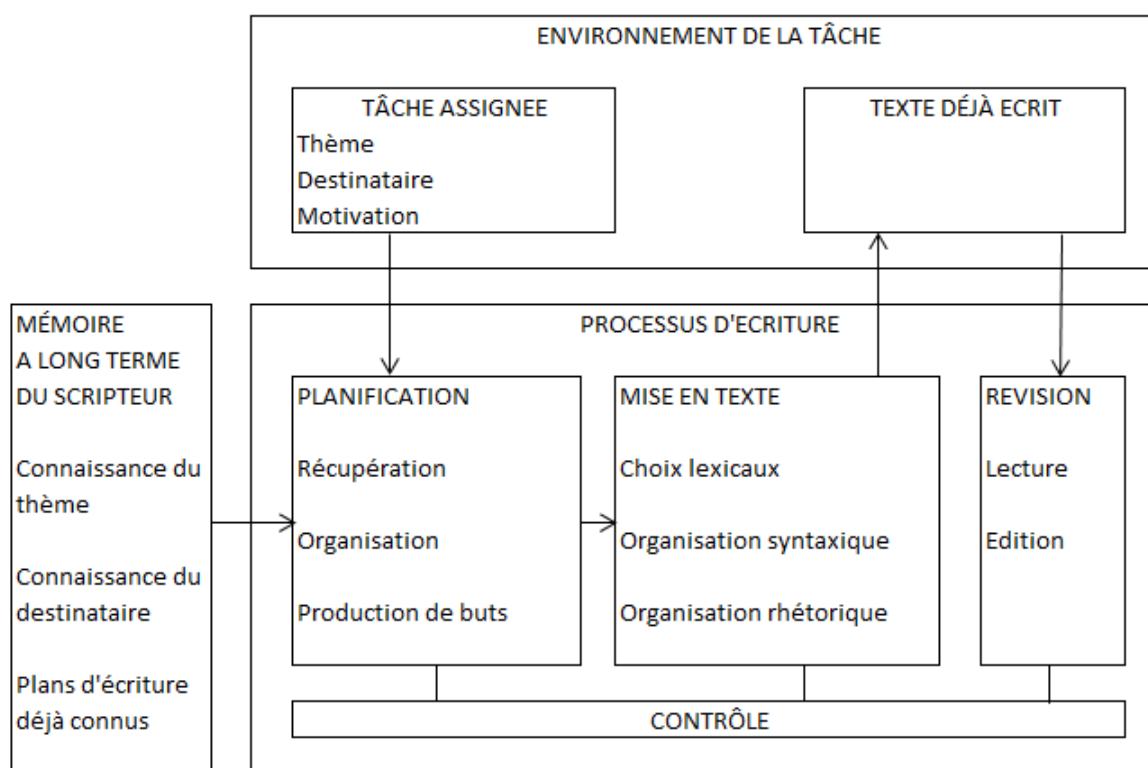 ENVIRONNEMENT DE LA TÂCHE
TÂCHE ASSIGNEE
Thème
Destinataire
Motivation
TEXTE DÉJÀ ECRIT
MÉMOIRE
A LONG TERME
DU SCRIPTEUR
Connaissance du
thème
Connaissance du
destinataire
Plans d'écriture
déjà connus
PROCESSUS D'ECRITURE
PLANIFICATION
Récupération
Organisation
Production de buts
MISE EN TEXTE
Choix lexicaux
Organisation syntaxique
Organisation rhétorique
REVISION
Lecture
Edition
CONTRÔLE